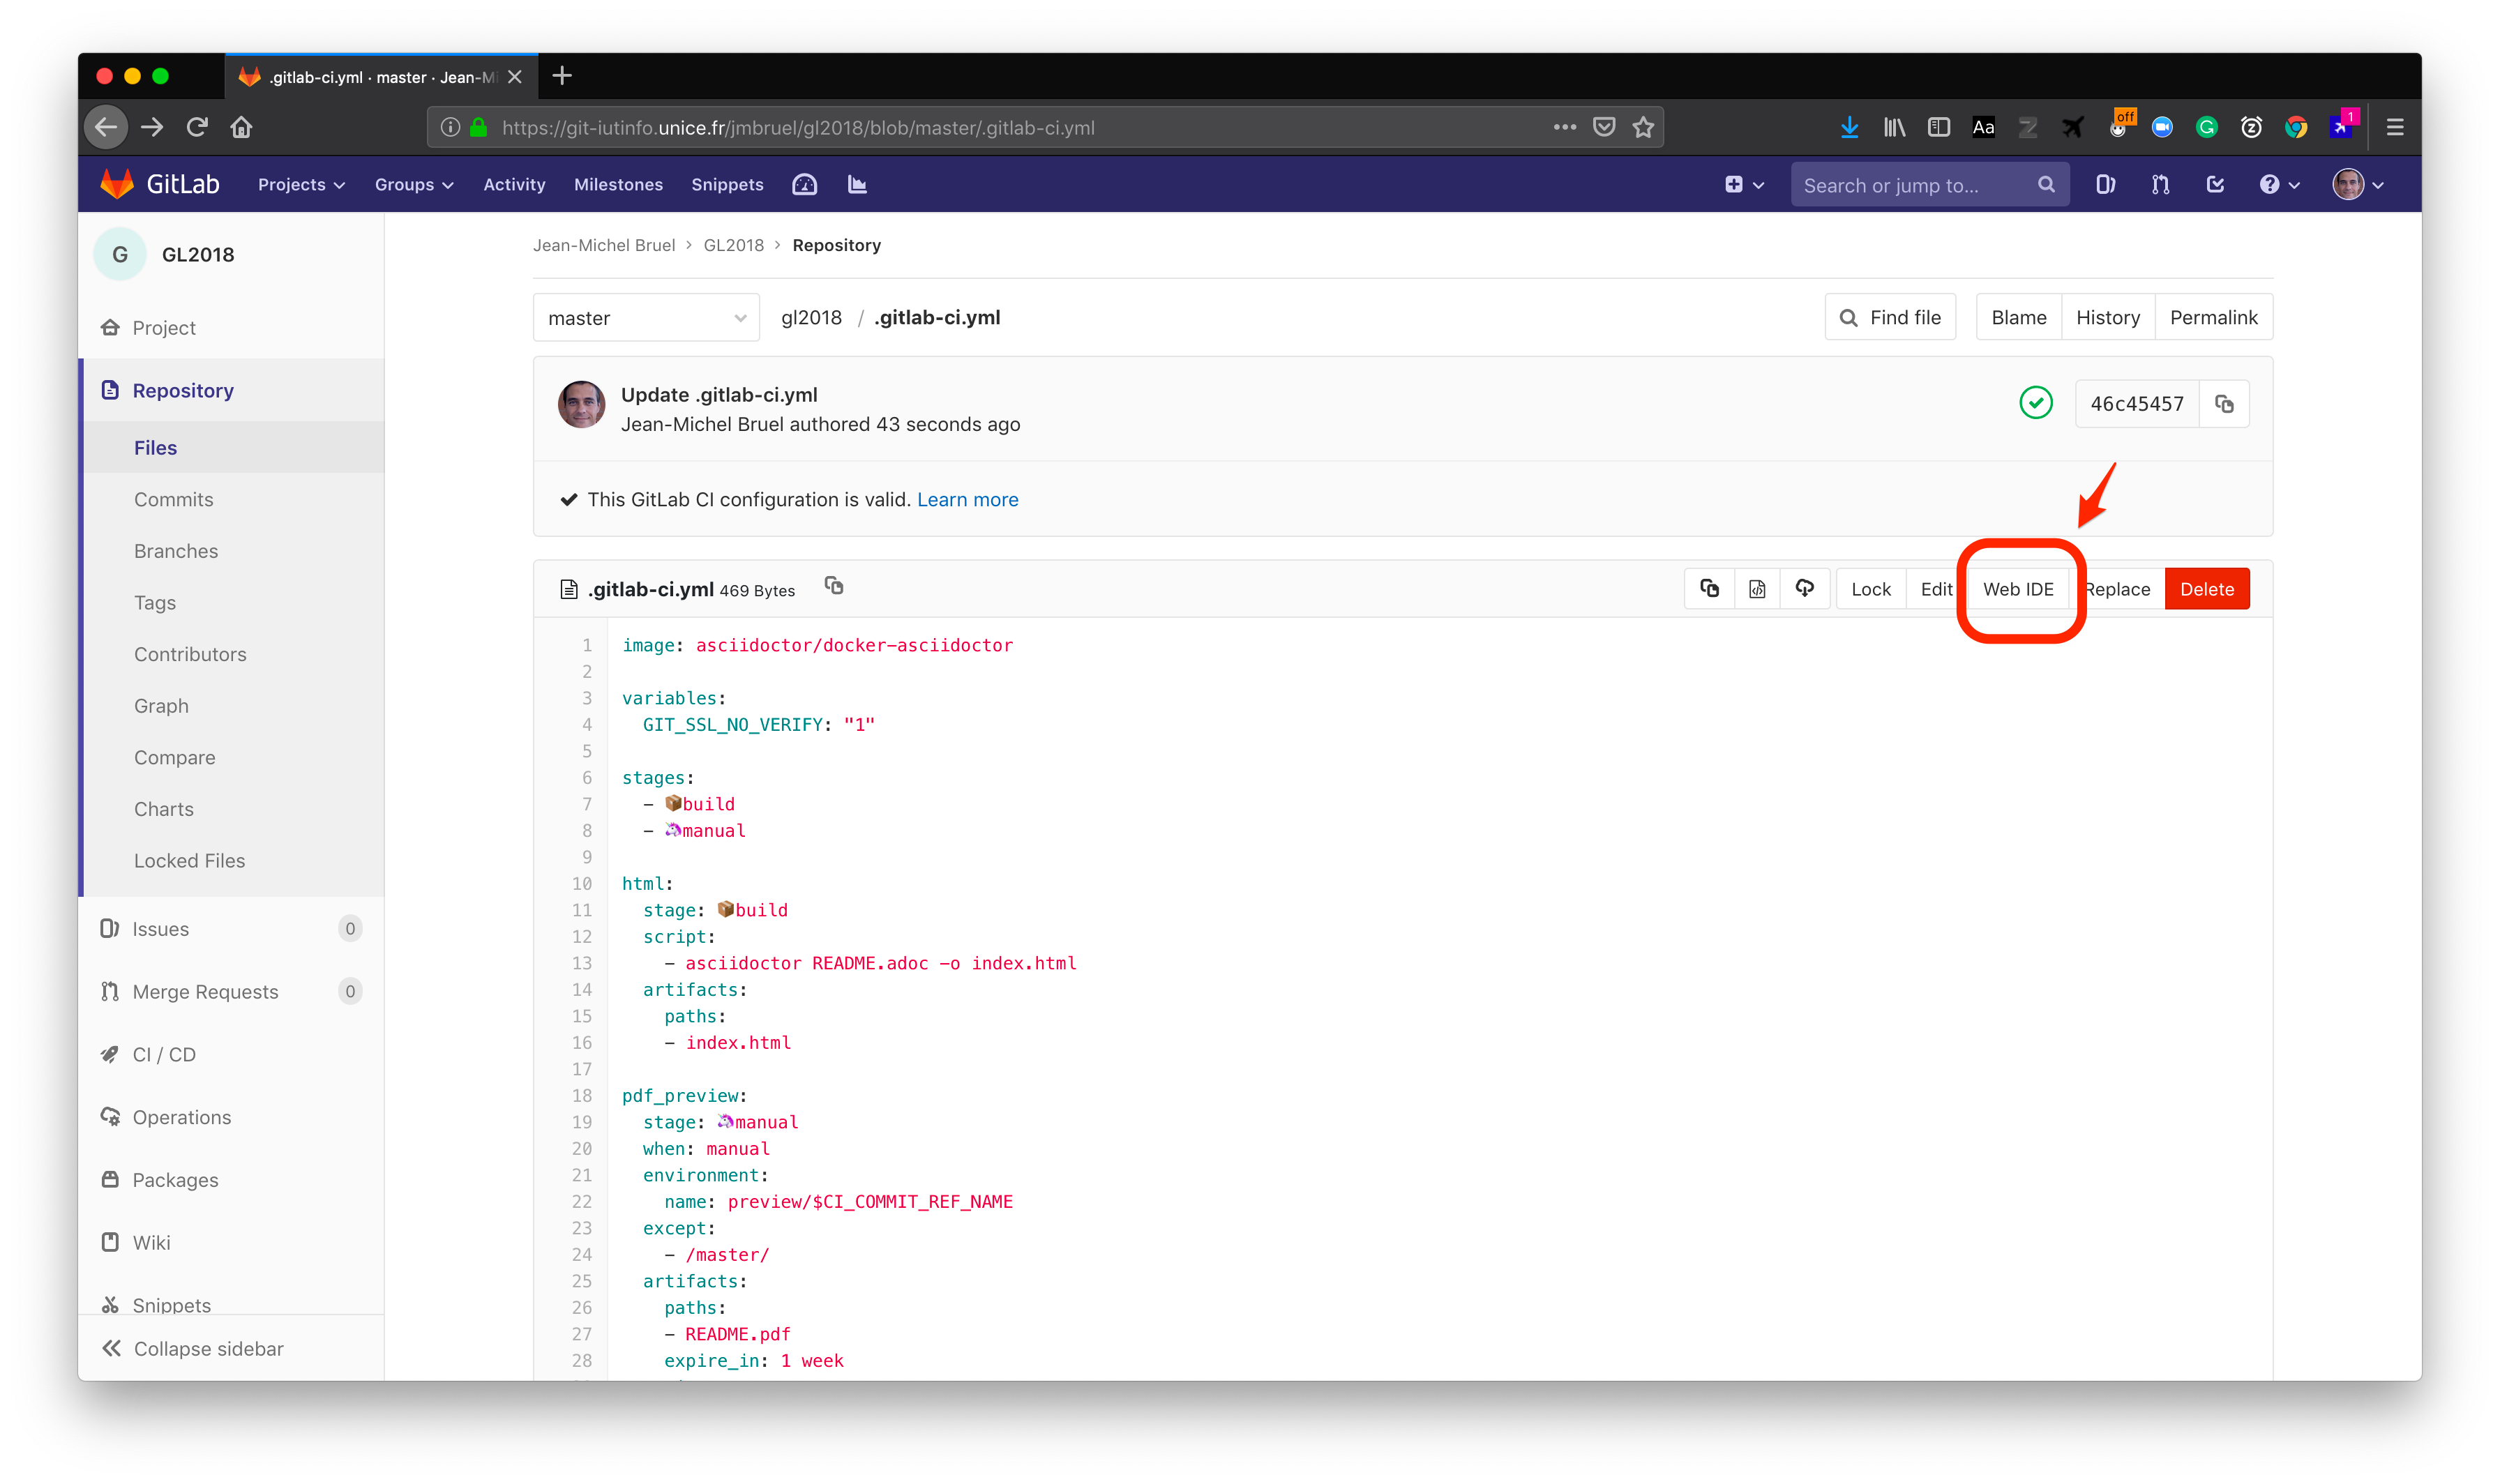 .gitlab-ci.yml · master · Jean-Mi
https://git-iutinfo.unice.fr/jmbruel/gl2018/blob/master/.gitlab-ci.yml
Aa
off
1
GitLab
Projects
Groups
Activity
Milestones
Snippets
Search or jump to...
G
GL2018
Project
Repository
Files
Commits
Branches
Tags
Contributors
Graph
Compare
Charts
Locked Files
Issues 0
Merge Requests 0
CI / CD
Operations
Packages
Wiki
Snippets
Collapse sidebar
Jean-Michel Bruel > GL2018 > Repository
master
gl2018 / .gitlab-ci.yml
Find file
Blame
History
Permalink
Update .gitlab-ci.yml
Jean-Michel Bruel authored 43 seconds ago
46c45457
This GitLab CI configuration is valid. Learn more
.gitlab-ci.yml 469 Bytes
Lock
Edit
Web IDE
Replace
Delete
1 image: asciidoctor/docker-asciidoctor
2
3 variables:
4   GIT_SSL_NO_VERIFY: "1"
5
6 stages:
7   - 📦build
8   - 🦄manual
9
10 html:
11   stage: 📦build
12   script:
13     - asciidoctor README.adoc -o index.html
14   artifacts:
15     paths:
16     - index.html
17
18 pdf_preview:
19   stage: 🦄manual
20   when: manual
21   environment:
22     name: preview/$CI_COMMIT_REF_NAME
23   except:
24     - /master/
25   artifacts:
26     paths:
27     - README.pdf
28     expire_in: 1 week